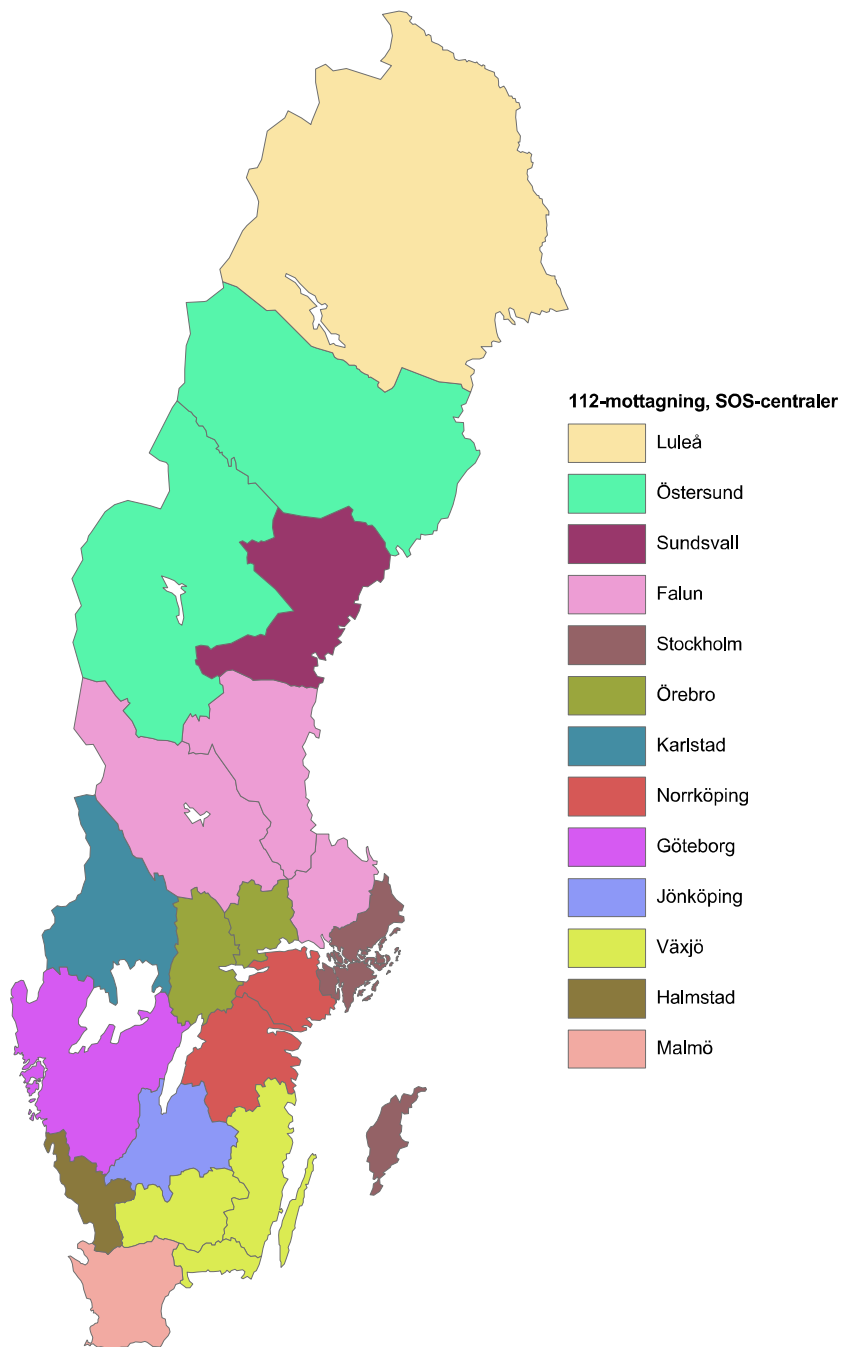 112-mottagning, SOS-centraler
Luleå
Östersund
Sundsvall
Falun
Stockholm
Örebro
Karlstad
Norrköping
Göteborg
Jönköping
Växjö
Halmstad
Malmö